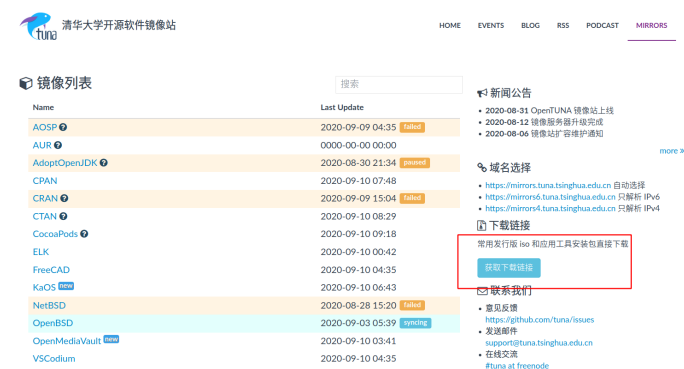 tuna
清华大学开源软件镜像站
HOME EVENTS BLOG RSS PODCAST MIRRORS
镜像列表
搜索
Name Last Update
AOSP 2020-09-09 04:35 failed
AUR 0000-00-00 00:00
AdoptOpenJDK 2020-08-30 21:34 paused
CPAN 2020-09-10 07:48
CRAN 2020-09-09 15:04 failed
CTAN 2020-09-10 08:29
CocoaPods 2020-09-10 09:18
ELK 2020-09-10 00:42
FreeCAD 2020-09-10 04:35
KaOS new 2020-09-10 06:43
NetBSD 2020-08-28 15:20 failed
OpenBSD 2020-09-03 05:39 syncing
OpenMediaVault new 2020-09-10 03:41
VSCodium 2020-09-10 04:35
新闻公告
2020-08-31 OpenTUNA 镜像站上线
2020-08-12 镜像服务器升级完成
2020-08-06 镜像站扩容维护通知
more »
域名选择
https://mirrors.tuna.tsinghua.edu.cn 自动选择
https://mirrors6.tuna.tsinghua.edu.cn 只解析 IPv6
https://mirrors4.tuna.tsinghua.edu.cn 只解析 IPv4
下载链接
常用发行版 iso 和应用工具安装包直接下载
获取下载链接
联系我们
意见反馈
https://github.com/tuna/issues
发送邮件
support@tuna.tsinghua.edu.cn
在线交流
#tuna at freenode